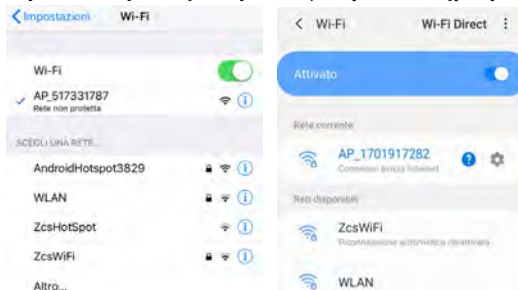 Impostazioni Wi-Fi
Wi-Fi
AP_517331787
Rete non protetta
SCEGLI UNA RETE...
AndroidHotspot3829
WLAN
ZcsHotSpot
ZcsWiFi
Altro...
Wi-Fi Wi-Fi Direct
Attivato
Rete corrente
AP_1701917282
Connesso senza Internet
Reti disponibili
ZcsWiFi
Riconnessione automatica disattivata
WLAN